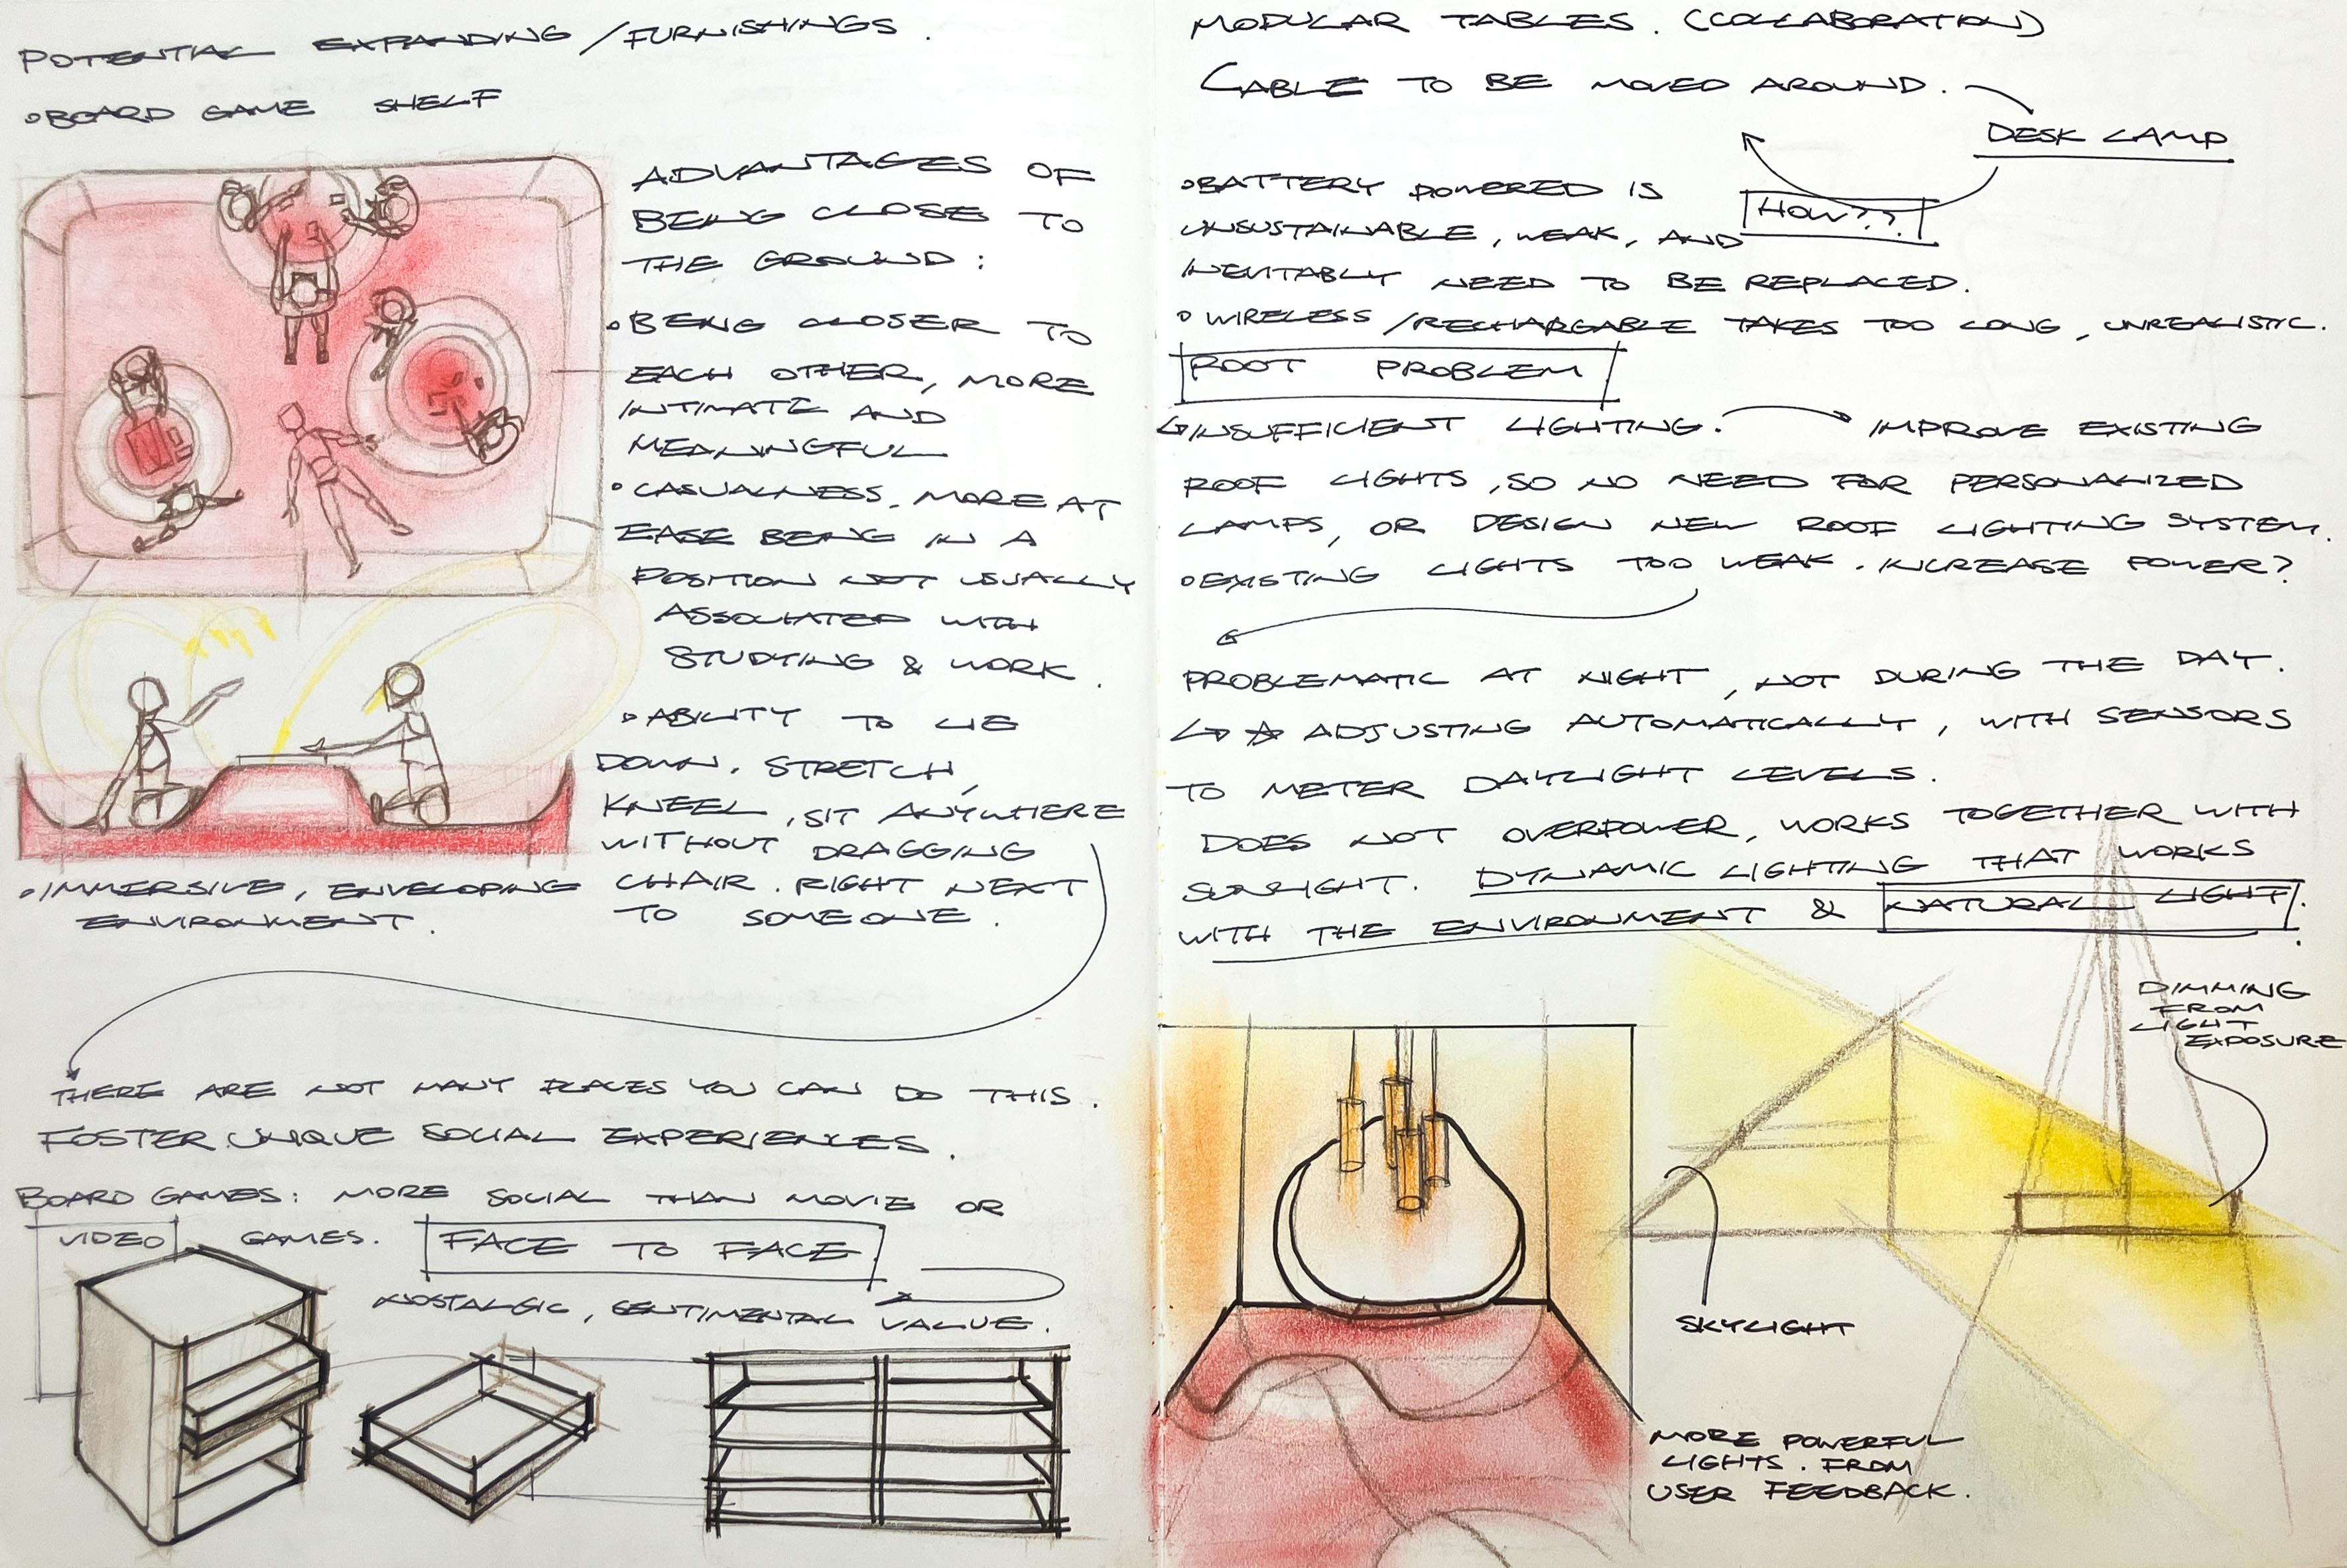 POTENTIAL EXPANDING / FURNISHINGS.
• BOARD GAME SHELF
ADVANTAGES OF
BEING CLOSE TO
THE GROUND:
• BEING CLOSER TO
EACH OTHER, MORE
INTIMATE AND
MEANINGFUL
• CASUALNESS. MORE AT
EASE BEING IN A
POSITION NOT USUALLY
ASSOCIATED WITH
STUDYING & WORK.
• ABILITY TO LIE
DOWN, STRETCH,
KNEEL, SIT ANYWHERE
WITHOUT DRAGGING
CHAIR. RIGHT NEXT
TO SOMEONE.
• IMMERSIVE, ENVELOPING
ENVIRONMENT.
THERE ARE NOT MANY PLACES YOU CAN DO THIS.
FOSTER UNIQUE SOCIAL EXPERIENCES.
BOARD GAMES: MORE SOCIAL THAN MOVIE OR
VIDEO GAMES. FACE TO FACE
NOSTALGIC, SENTIMENTAL VALUE.
MODULAR TABLES. (COLLABORATION)
CABLE TO BE MOVED AROUND.
DESK LAMP
HOW??
• BATTERY POWERED IS
UNSUSTAINABLE, WEAK, AND
INEVITABLY NEED TO BE REPLACED.
• WIRELESS / RECHARGABLE TAKES TOO LONG, UNREALISTIC.
ROOT PROBLEM
↳ INSUFFICIENT LIGHTING. → IMPROVE EXISTING
ROOF LIGHTS, SO NO NEED FOR PERSONALIZED
LAMPS, OR DESIGN NEW ROOF LIGHTING SYSTEM.
• EXISTING LIGHTS TOO WEAK. INCREASE POWER?
PROBLEMATIC AT NIGHT, NOT DURING THE DAY.
↳ ☆ ADJUSTING AUTOMATICALLY, WITH SENSORS
TO METER DAYLIGHT LEVELS.
DOES NOT OVERPOWER, WORKS TOGETHER WITH
SUNLIGHT. DYNAMIC LIGHTING THAT WORKS
WITH THE ENVIRONMENT & NATURAL LIGHT.
DIMMING
FROM
LIGHT
EXPOSURE
SKYLIGHT
MORE POWERFUL
LIGHTS. FROM
USER FEEDBACK.